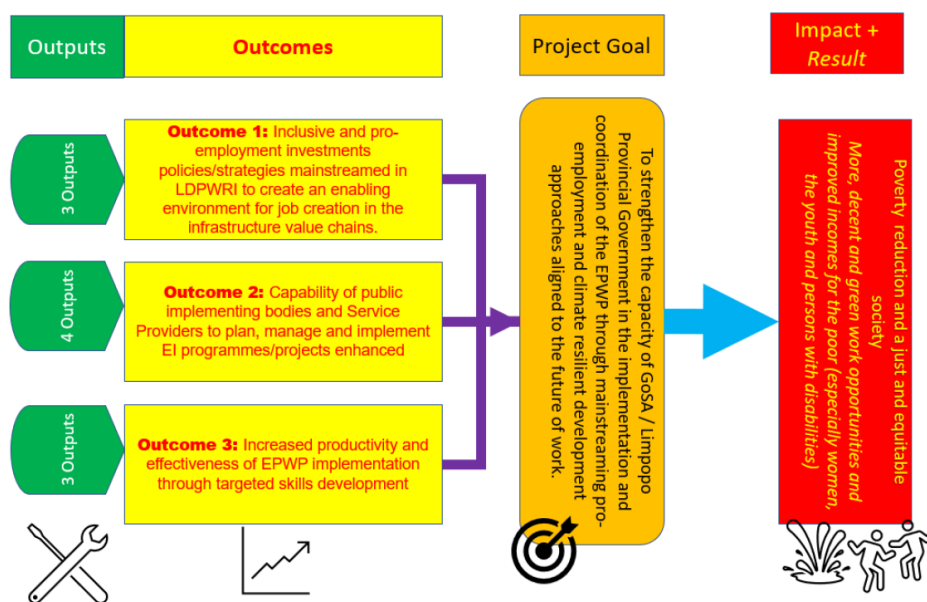 Outputs
Outcomes
Project Goal
Impact +
Result
3 Outputs
Outcome 1: Inclusive and pro-
employment investments
policies/strategies mainstreamed in
LDPWRI to create an enabling
environment for job creation in the
infrastructure value chains.
4 Outputs
Outcome 2: Capability of public
implementing bodies and Service
Providers to plan, manage and implement
EI programmes/projects enhanced
3 Outputs
Outcome 3: Increased productivity and
effectiveness of EPWP implementation
through targeted skills development
To strengthen the capacity of GoSA / Limpopo
Provincial Government in the implementation and
coordination of the EPWP through mainstreaming pro-
employment and climate resilient development
approaches aligned to the future of work.
Poverty reduction and a just and equitable
society
More, decent and green work opportunities and
improved incomes for the poor (especially women,
the youth and persons with disabilities)